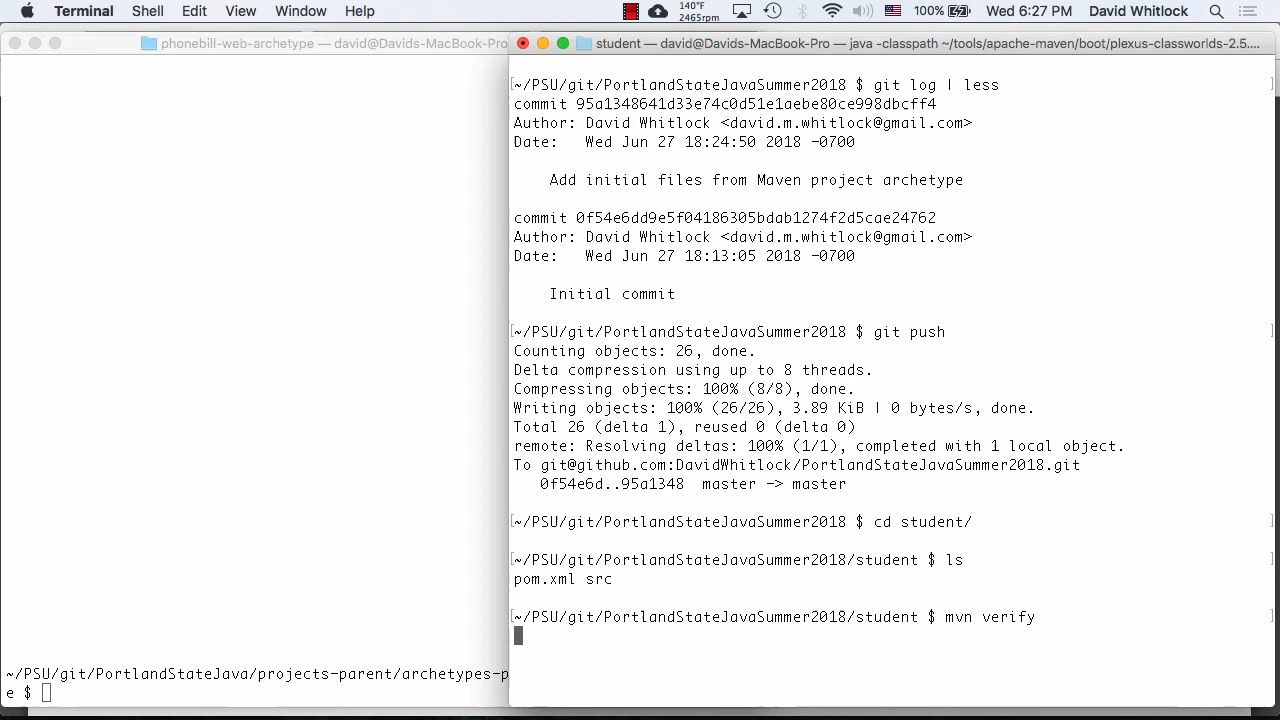 Terminal Shell Edit View Window Help 140°F 2465rpm 100% Wed 6:27 PM David Whitlock
phonebill-web-archetype — david@Davids-MacBook-Pro
student — david@Davids-MacBook-Pro — java -classpath ~/tools/apache-maven/boot/plexus-classworlds-2.5....
[~/PSU/git/PortlandStateJavaSummer2018 $ git log | less ]
commit 95a1348641d33e74c0d51e1aebe80ce998dbcff4
Author: David Whitlock <david.m.whitlock@gmail.com>
Date:   Wed Jun 27 18:24:50 2018 -0700
Add initial files from Maven project archetype
commit 0f54e6dd9e5f04186305bdab1274f2d5cae24762
Author: David Whitlock <david.m.whitlock@gmail.com>
Date:   Wed Jun 27 18:13:05 2018 -0700
Initial commit
[~/PSU/git/PortlandStateJavaSummer2018 $ git push ]
Counting objects: 26, done.
Delta compression using up to 8 threads.
Compressing objects: 100% (8/8), done.
Writing objects: 100% (26/26), 3.89 KiB | 0 bytes/s, done.
Total 26 (delta 1), reused 0 (delta 0)
remote: Resolving deltas: 100% (1/1), completed with 1 local object.
To git@github.com:DavidWhitlock/PortlandStateJavaSummer2018.git
0f54e6d..95a1348  master -> master
[~/PSU/git/PortlandStateJavaSummer2018 $ cd student/ ]
[~/PSU/git/PortlandStateJavaSummer2018/student $ ls ]
pom.xml src
[~/PSU/git/PortlandStateJavaSummer2018/student $ mvn verify ]
~/PSU/git/PortlandStateJava/projects-parent/archetypes-p
e $